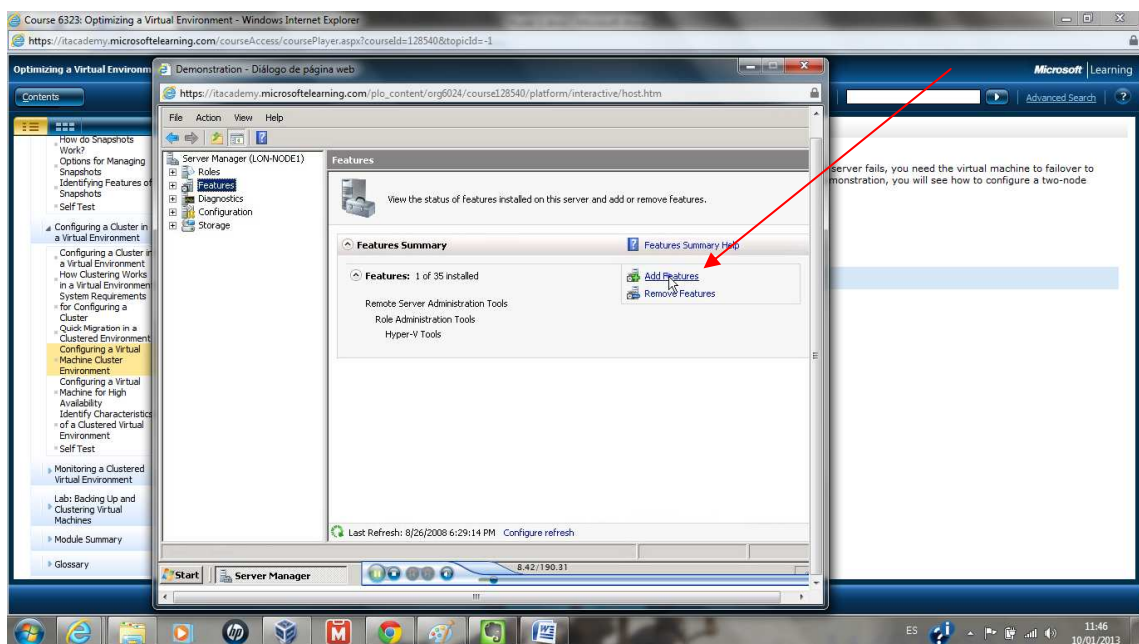 Course 6323: Optimizing a Virtual Environment - Windows Internet Explorer
https://itacademy.microsoftelearning.com/courseAccess/coursePlayer.aspx?courseId=128540&topicId=-1
Optimizing a Virtual Environm
Microsoft | Learning
Contents
Advanced Search
?
How do Snapshots
Work?
Options for Managing
Snapshots
Identifying Features of
Snapshots
Self Test
Configuring a Cluster in
a Virtual Environment
Configuring a Cluster in
a Virtual Environment
How Clustering Works
in a Virtual Environment
System Requirements
for Configuring a
Cluster
Quick Migration in a
Clustered Environment
Configuring a Virtual
Machine Cluster
Environment
Configuring a Virtual
Machine for High
Availability
Identify Characteristics
of a Clustered Virtual
Environment
Self Test
Monitoring a Clustered
Virtual Environment
Lab: Backing Up and
Clustering Virtual
Machines
Module Summary
Glossary
Demonstration - Diálogo de página web
https://itacademy.microsoftelearning.com/plo_content/org6024/course128540/platform/interactive/host.htm
File Action View Help
Server Manager (LON-NODE1)
Roles
Features
Diagnostics
Configuration
Storage
Features
View the status of features installed on this server and add or remove features.
Features Summary
Features Summary Help
Features: 1 of 35 installed
Add Features
Remove Features
Remote Server Administration Tools
Role Administration Tools
Hyper-V Tools
Last Refresh: 8/26/2008 6:29:14 PM Configure refresh
Start
Server Manager
8.42/190.31
server fails, you need the virtual machine to failover to
monstration, you will see how to configure a two-node
ES
11:46
10/01/2013